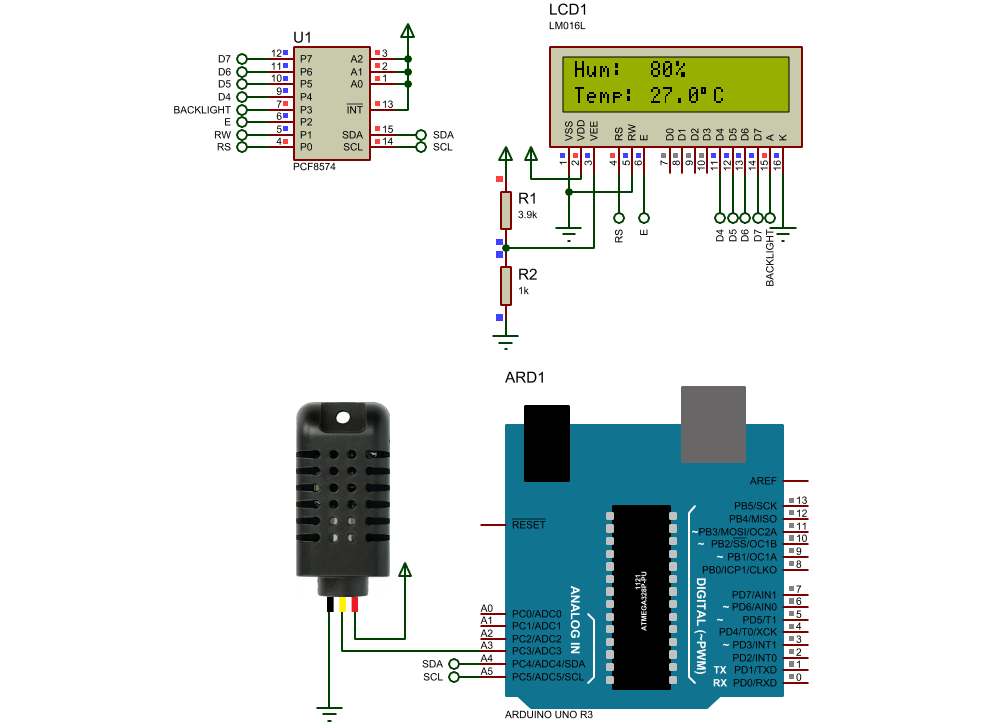 LCD1
LM016L
Hum: 80%
Temp: 27.0°C
VSS VDD VEE RS RW E D0 D1 D2 D3 D4 D5 D6 D7 A K
1 2 3 4 5 6 7 8 9 10 11 12 13 14 15 16
RS E D4 D5 D6 D7 BACKLIGHT
U1
D7 12 P7 A2 3
D6 11 P6 A1 2
D5 10 P5 A0 1
D4 9 P4
BACKLIGHT 7 P3 INT 13
E 6 P2
RW 5 P1 SDA 15 SDA
RS 4 P0 SCL 14 SCL
PCF8574
R1
3.9k
R2
1k
ARD1
AREF
RESET
PB5/SCK 13
PB4/MISO 12
~PB3/MOSI/OC2A 11
~ PB2/SS/OC1B 10
~ PB1/OC1A 9
PB0/ICP1/CLKO 8
PD7/AIN1 7
~ PD6/AIN0 6
~ PD5/T1 5
PD4/T0/XCK 4
~ PD3/INT1 3
PD2/INT0 2
TX PD1/TXD 1
RX PD0/RXD 0
DIGITAL (~PWM)
1121
ATMEGA328P-PU
ANALOG IN
A0 PC0/ADC0
A1 PC1/ADC1
A2 PC2/ADC2
A3 PC3/ADC3
SDA A4 PC4/ADC4/SDA
SCL A5 PC5/ADC5/SCL
ARDUINO UNO R3